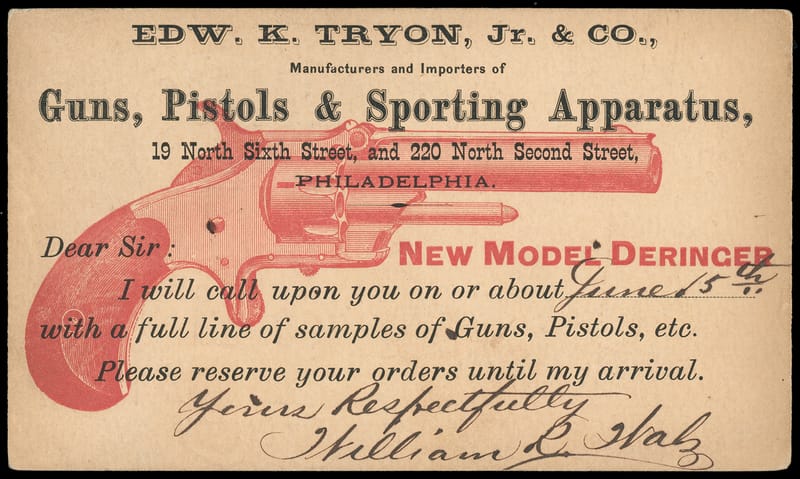 EDW. K. TRYON, Jr. & CO.,
Manufacturers and Importers of
Guns, Pistols & Sporting Apparatus,
19 North Sixth Street, and 220 North Second Street,
PHILADELPHIA.
Dear Sir:
NEW MODEL DERINGER
I will call upon you on or about June 15th
with a full line of samples of Guns, Pistols, etc.
Please reserve your orders until my arrival.
Yours Respectfully
William R.